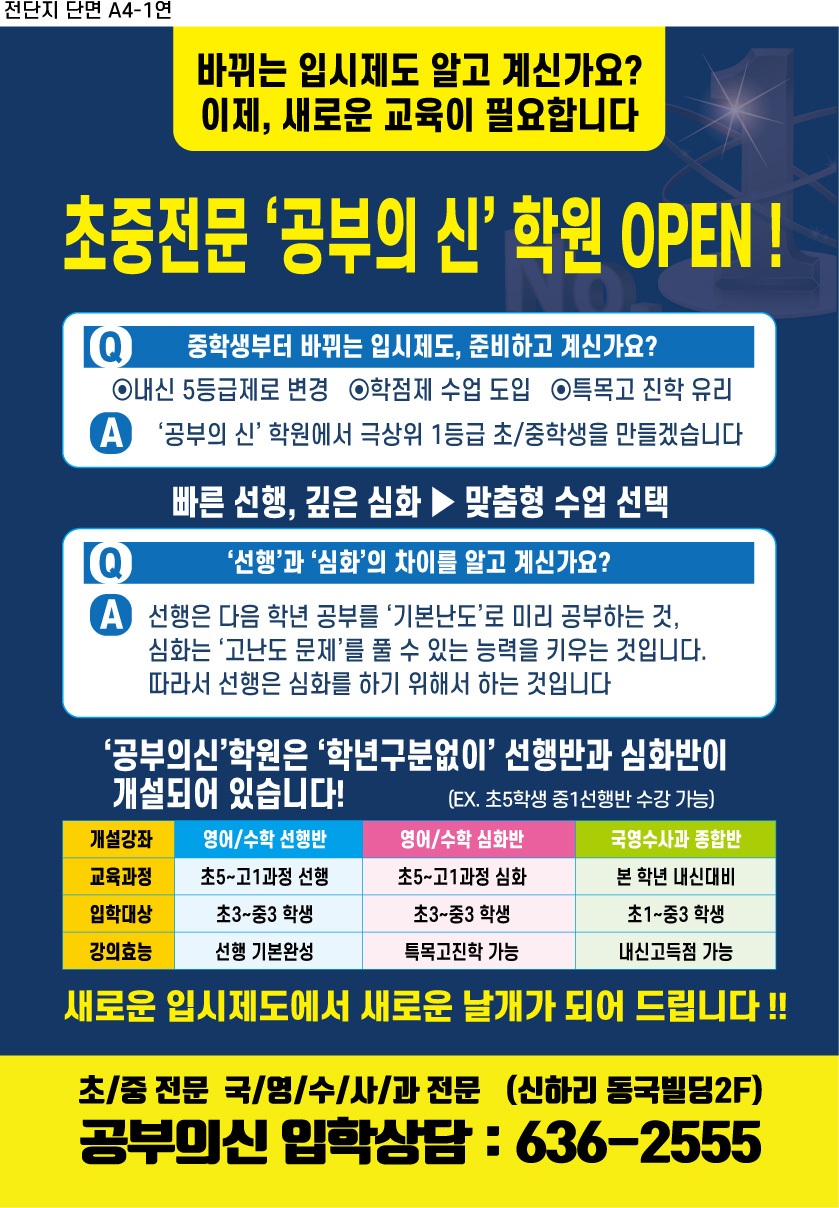 전단지 단면 A4-1연
바뀌는 입시제도 알고 계신가요?
이제, 새로운 교육이 필요합니다
No.1
초중전문 ‘공부의 신’ 학원 OPEN !
Q 중학생부터 바뀌는 입시제도, 준비하고 계신가요?
⊙내신 5등급제로 변경 ⊙학점제 수업 도입 ⊙특목고 진학 유리
A ‘공부의 신’ 학원에서 극상위 1등급 초/중학생을 만들겠습니다
빠른 선행, 깊은 심화 ▶ 맞춤형 수업 선택
Q ‘선행’과 ‘심화’의 차이를 알고 계신가요?
A 선행은 다음 학년 공부를 ‘기본난도’로 미리 공부하는 것,
심화는 ‘고난도 문제’를 풀 수 있는 능력을 키우는 것입니다.
따라서 선행은 심화를 하기 위해서 하는 것입니다
‘공부의신’학원은 ‘학년구분없이’ 선행반과 심화반이
개설되어 있습니다! (EX. 초5학생 중1선행반 수강 가능)
개설강좌 영어/수학 선행반 영어/수학 심화반 국영수사과 종합반
교육과정 초5~고1과정 선행 초5~고1과정 심화 본 학년 내신대비
입학대상 초3~중3 학생 초3~중3 학생 초1~중3 학생
강의효능 선행 기본완성 특목고진학 가능 내신고득점 가능
새로운 입시제도에서 새로운 날개가 되어 드립니다 !!
초/중 전문 국/영/수/사/과 전문 (신하리 동국빌딩2F)
공부의신 입학상담 : 636-2555